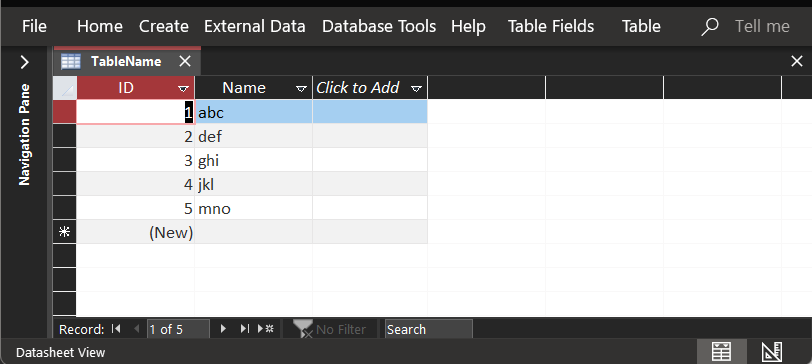 File Home Create External Data Database Tools Help Table Fields Table Tell me
TableName
ID Name Click to Add
1 abc
2 def
3 ghi
4 jkl
5 mno
(New)
Navigation Pane
Record: 1 of 5 No Filter Search
Datasheet View